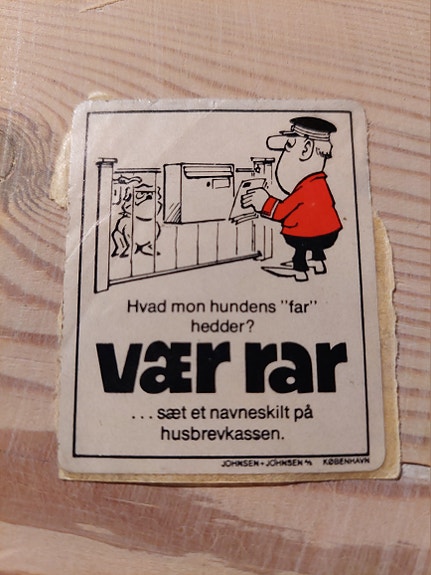 Hvad mon hundens "far"
hedder?
vær rar
...sæt et navneskilt på
husbrevkassen.
JOHNSEN + JOHNSEN A/S KØBENHAVN